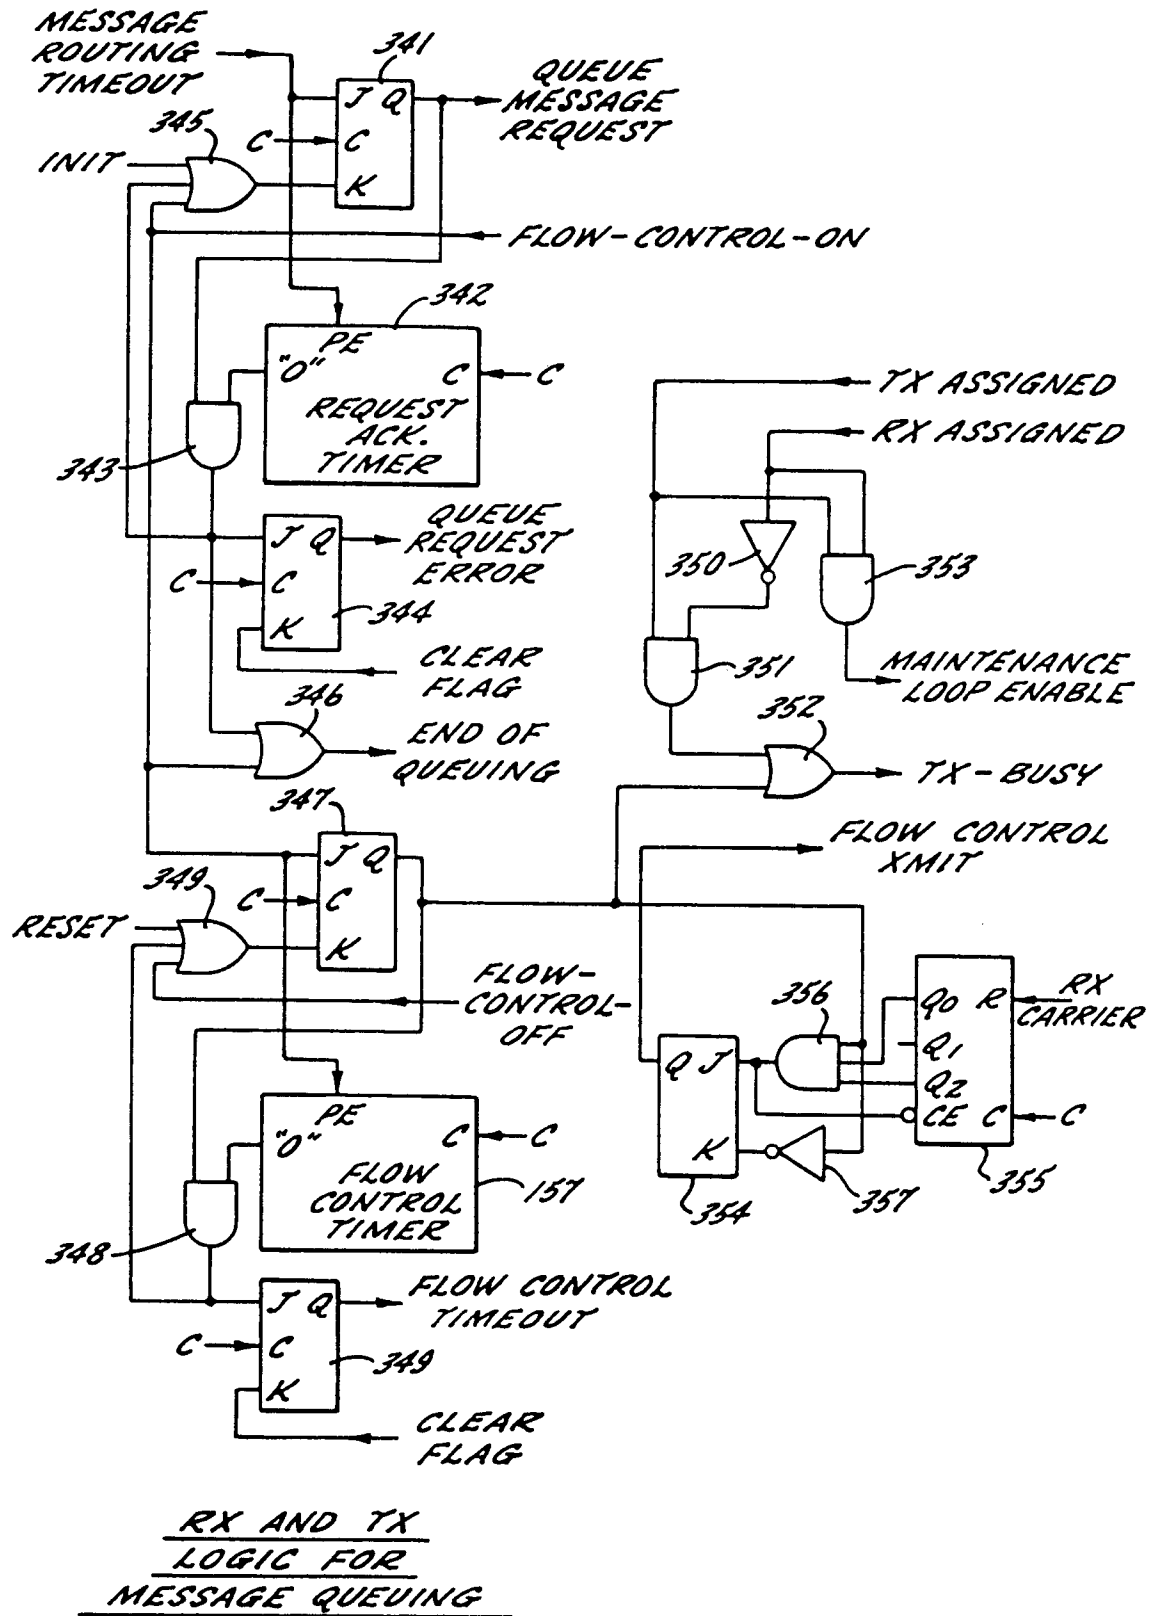 MESSAGE
ROUTING
TIMEOUT
341
J Q
C
C
K
QUEUE
MESSAGE
REQUEST
345
INIT
FLOW-CONTROL-ON
342
PE
"O"
C
C
REQUEST
ACK.
TIMER
343
J Q
C
C
K
QUEUE
REQUEST
ERROR
344
CLEAR
FLAG
346
END OF
QUEUING
TX ASSIGNED
RX ASSIGNED
350
353
351
MAINTENANCE
LOOP ENABLE
352
TX-BUSY
FLOW CONTROL
XMIT
347
J Q
C
C
K
349
RESET
FLOW-
CONTROL-
OFF
356
Q0 R
Q1
Q2
CE C
C
RX
CARRIER
355
Q J
K
354
357
PE
"O"
C
C
FLOW
CONTROL
TIMER
157
348
J Q
C
C
K
FLOW CONTROL
TIMEOUT
349
CLEAR
FLAG
RX AND TX
LOGIC FOR
MESSAGE QUEUING